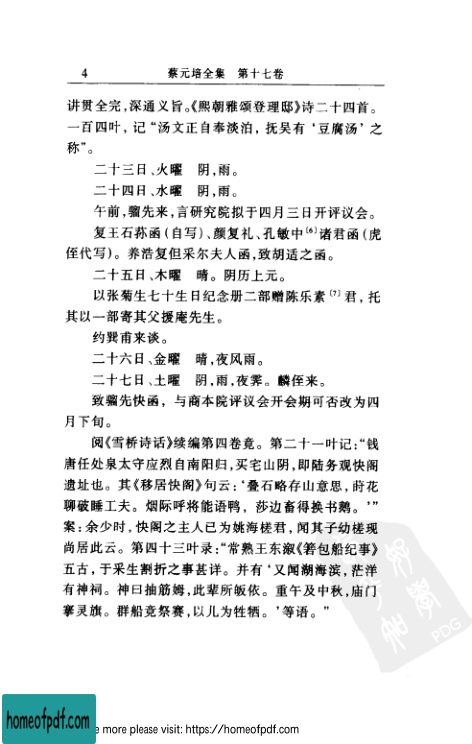 4 蔡元培全集 第十七卷
讲贯全完，深通义旨。《熙朝雅颂登理邸》诗二十四首。
一百四叶，记“汤文正自奉淡泊，抚吴有‘豆腐汤’之
称”。
二十三日、火曜 阴，雨。
二十四日、水曜 阴，雨。
午前，骝先来，言研究院拟于四月三日开评议会。
复王石荪函（自写）、颜复礼、孔敏中〔6〕诸君函（虎
侄代写）。养浩复但采尔夫人函，致胡适之函。
二十五日、木曜 晴。阴历上元。
以张菊生七十生日纪念册二部赠陈乐素〔7〕君，托
其以一部寄其父援庵先生。
约巽甫来谈。
二十六日、金曜 晴，夜风雨。
二十七日、土曜 阴，雨，夜霁。麟侄来。
致骝先快函，与商本院评议会开会期可否改为四
月下旬。
阅《雪桥诗话》续编第四卷竟。第二十一叶记：“钱
唐任处泉太守应烈自南阳归，买宅山阴，即陆务观快阁
遗址也。其《移居快阁》句云：‘叠石略存山意思，莳花
聊破睡工夫。烟际呼将能语鸭，莎边畜得换书鹅。’”
案：余少时，快阁之主人已为姚海槎君，闻其子幼槎现
尚居此云。第四十三叶录：“常熟王东溆《箬包船纪事》
五古，于采生割折之事甚详。并有‘又闻湖海滨，茫洋
有神祠。神曰抽筋姆，此辈所皈依。重午及中秋，庙门
搴灵旗。群船竞祭赛，以儿为牲牺。’等语。”
PDG
homeofpdf.com
e more please visit: https://homeofpdf.com